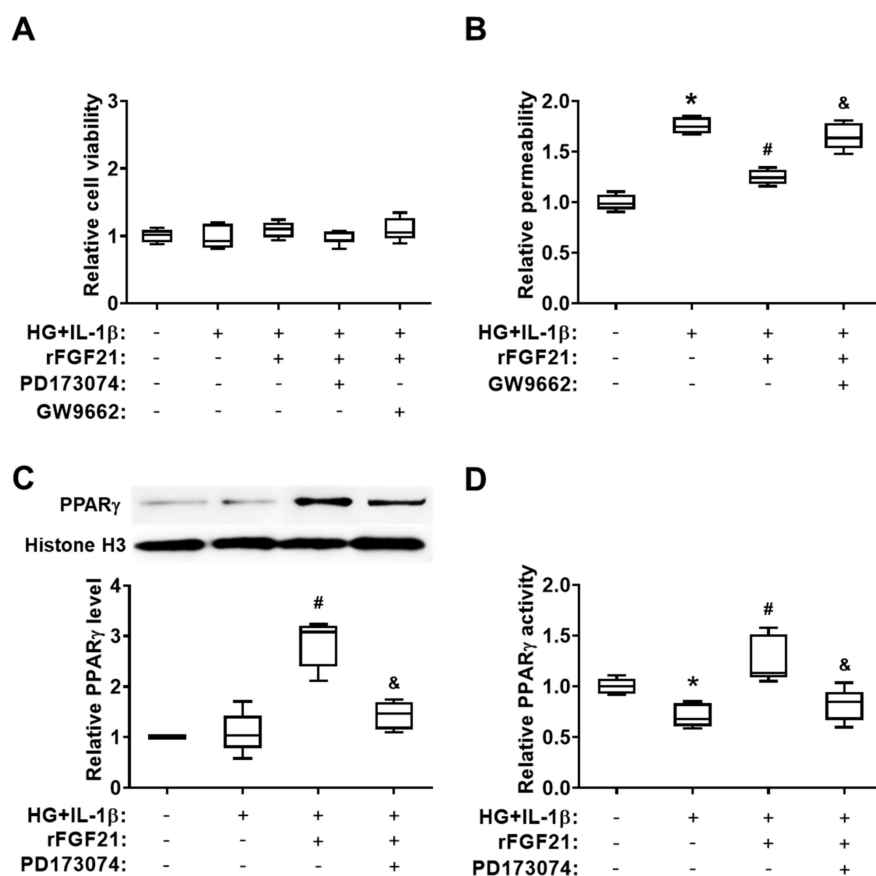 A
Relative cell viability
3
2
1
0
HG+IL-1β: - + + + +
rFGF21: - - + + +
PD173074: - - - + -
GW9662: - - - - +
B
Relative permeability
2.0
1.5
1.0
0.5
0.0
*
#
&
HG+IL-1β: - + + +
rFGF21: - - + +
GW9662: - - - +
C
PPARγ
Histone H3
Relative PPARγ level
4
3
2
1
0
#
&
HG+IL-1β: - + + +
rFGF21: - - + +
PD173074: - - - +
D
Relative PPARγ activity
2.0
1.5
1.0
0.5
0.0
*
#
&
HG+IL-1β: - + + +
rFGF21: - - + +
PD173074: - - - +